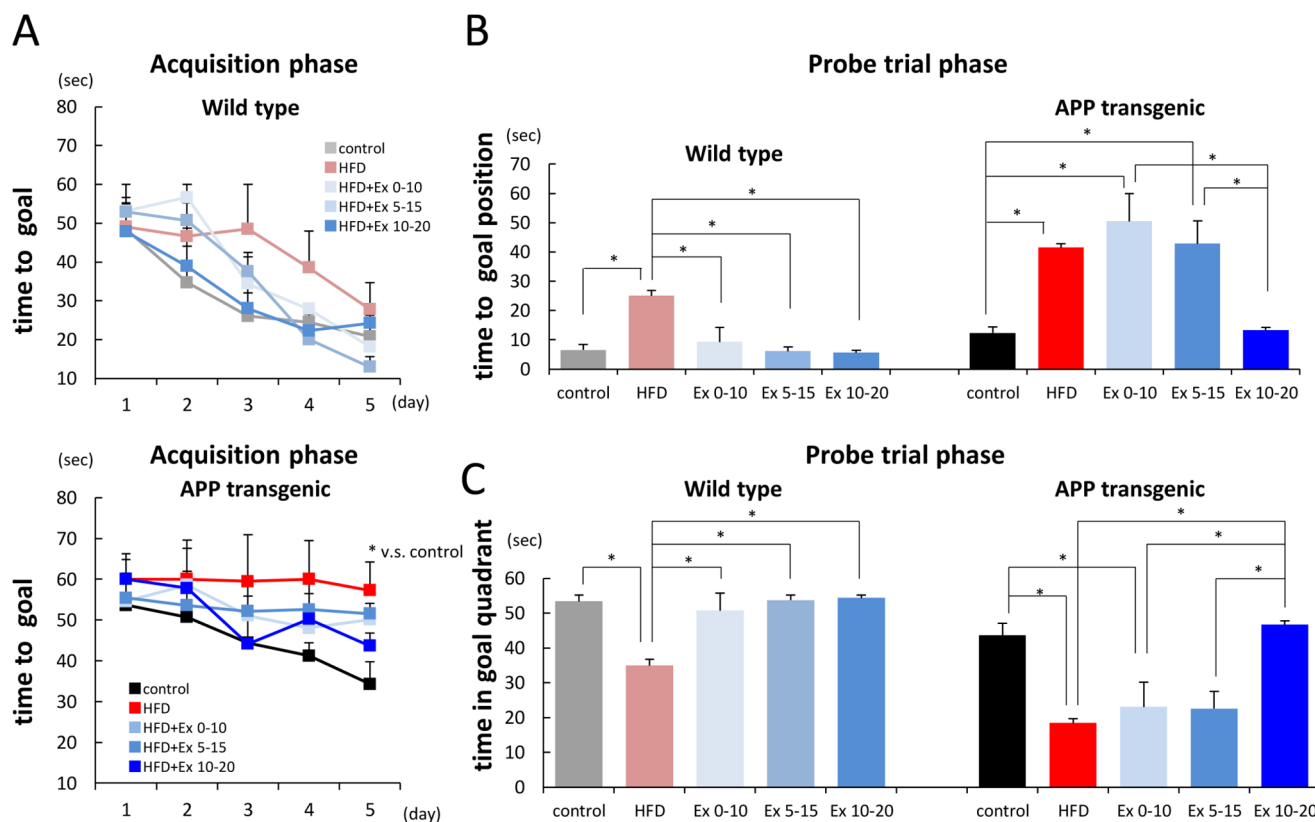 A
Acquisition phase
(sec)
Wild type
80
70
60
50
40
30
20
10
time to goal
control
HFD
HFD+Ex 0-10
HFD+Ex 5-15
HFD+Ex 10-20
1 2 3 4 5 (day)
(sec)
Acquisition phase
APP transgenic
80
70
60
50
40
30
20
10
time to goal
* v.s. control
control
HFD
HFD+Ex 0-10
HFD+Ex 5-15
HFD+Ex 10-20
1 2 3 4 5 (day)
B
Probe trial phase
(sec)
Wild type
APP transgenic
70
60
50
40
30
20
10
0
time to goal position
* * * *
* * * * *
control HFD Ex 0-10 Ex 5-15 Ex 10-20 control HFD Ex 0-10 Ex 5-15 Ex 10-20
C
Probe trial phase
(sec)
Wild type
APP transgenic
60
50
40
30
20
10
0
time in goal quadrant
* * * *
* * * * *
control HFD Ex 0-10 Ex 5-15 Ex 10-20 control HFD Ex 0-10 Ex 5-15 Ex 10-20